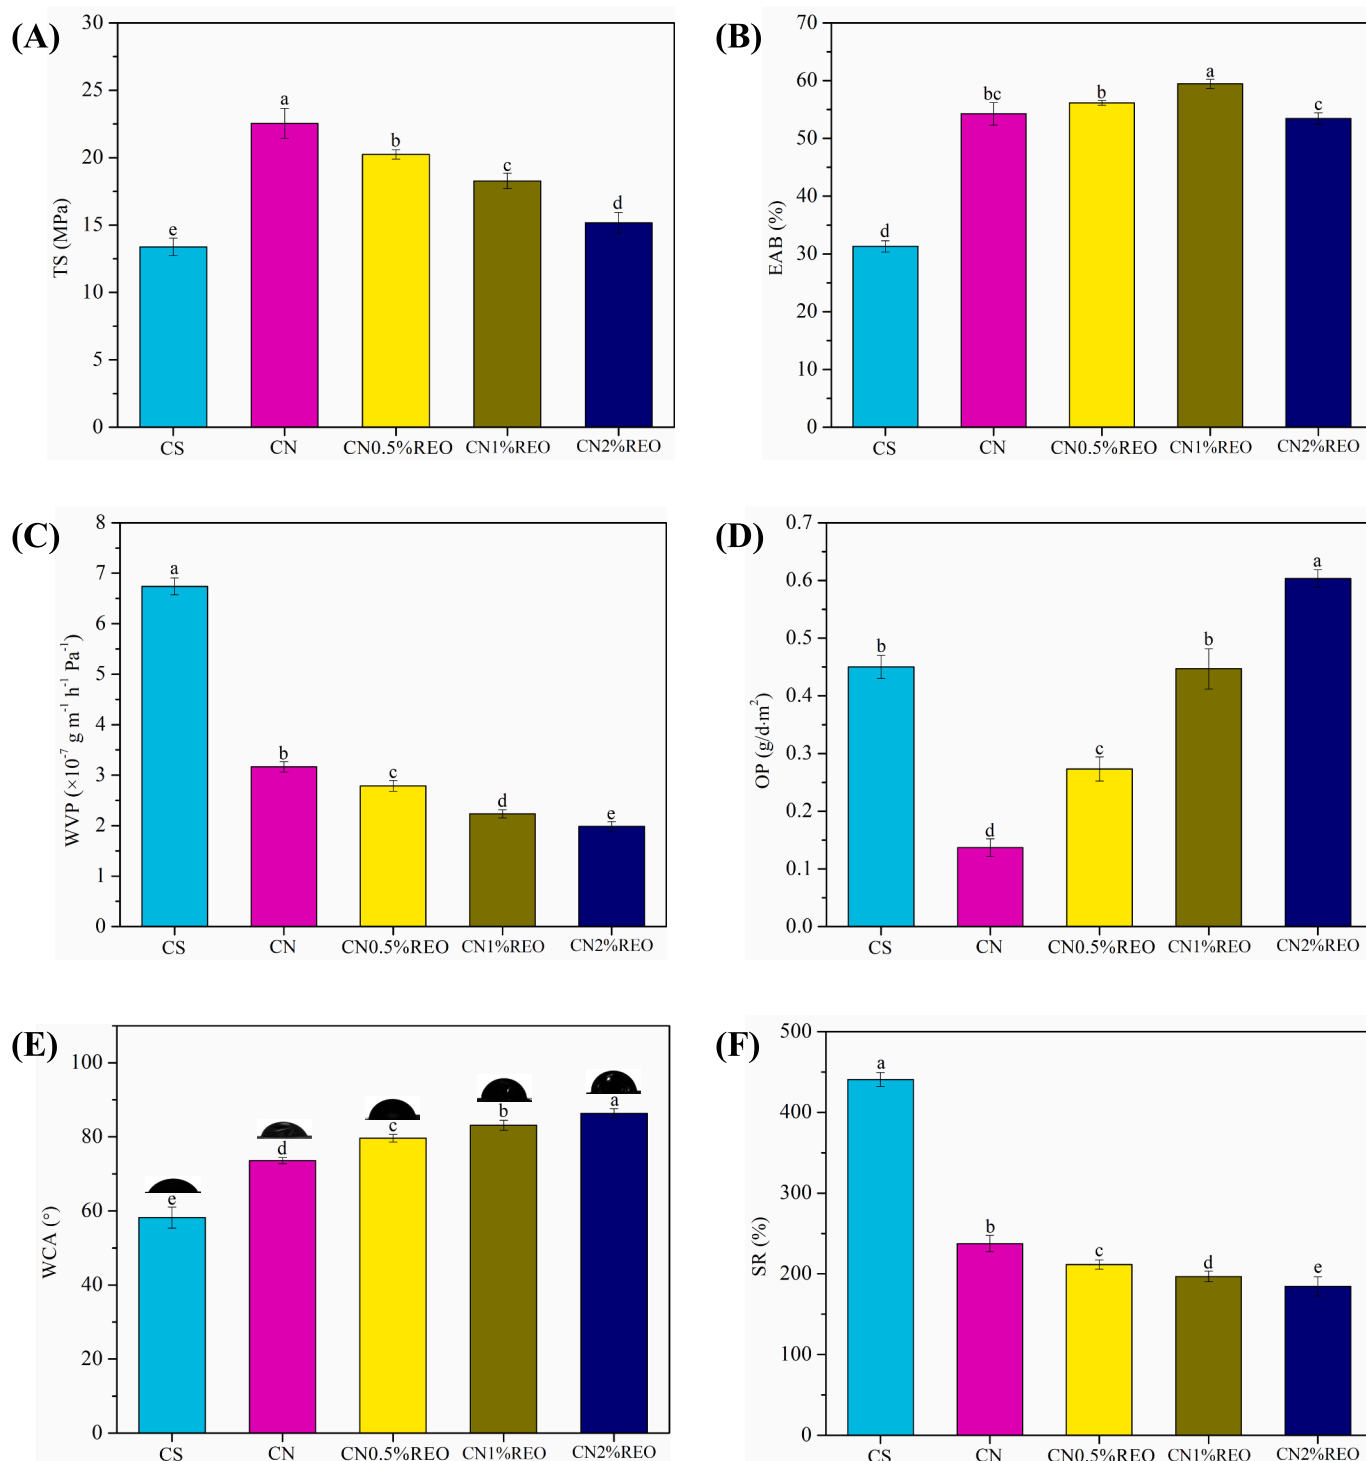 (A)
30
25
20
15
10
5
0
TS (MPa)
e
a
b
c
d
CS
CN
CN0.5%REO
CN1%REO
CN2%REO
(B)
70
60
50
40
30
20
10
0
EAB (%)
d
bc
b
a
c
CS
CN
CN0.5%REO
CN1%REO
CN2%REO
(C)
8
7
6
5
4
3
2
1
0
WVP (×10⁻⁷ g m⁻¹ h⁻¹ Pa⁻¹)
a
b
c
d
e
CS
CN
CN0.5%REO
CN1%REO
CN2%REO
(D)
0.7
0.6
0.5
0.4
0.3
0.2
0.1
0.0
OP (g/d·m²)
b
d
c
b
a
CS
CN
CN0.5%REO
CN1%REO
CN2%REO
(E)
100
80
60
40
20
0
WCA (°)
e
d
c
b
a
CS
CN
CN0.5%REO
CN1%REO
CN2%REO
(F)
500
400
300
200
100
0
SR (%)
a
b
c
d
e
CS
CN
CN0.5%REO
CN1%REO
CN2%REO